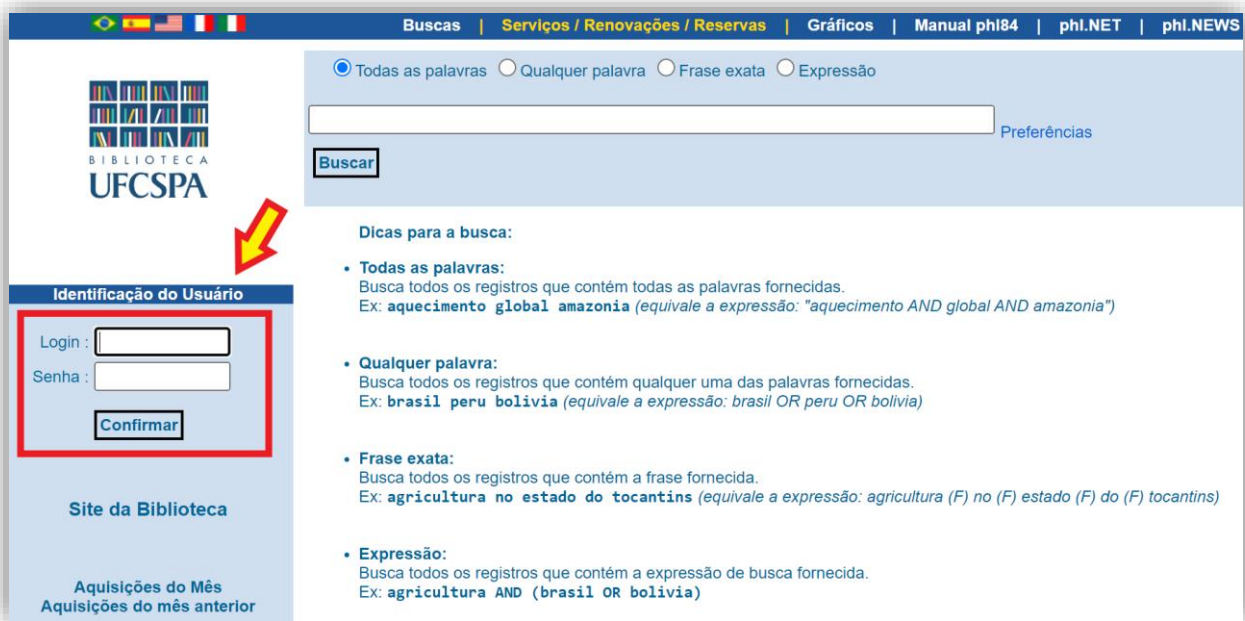 Buscas | Serviços / Renovações / Reservas | Gráficos | Manual phl84 | phl.NET | phl.NEWS
BIBLIOTECA
UFCSPA
Identificação do Usuário
Login :
Senha :
Confirmar
Site da Biblioteca
Aquisições do Mês
Aquisições do mês anterior
Todas as palavras Qualquer palavra Frase exata Expressão
Preferências
Buscar
Dicas para a busca:
• Todas as palavras:
Busca todos os registros que contém todas as palavras fornecidas.
Ex: aquecimento global amazonia (equivale a expressão: "aquecimento AND global AND amazonia")
• Qualquer palavra:
Busca todos os registros que contém qualquer uma das palavras fornecidas.
Ex: brasil peru bolivia (equivale a expressão: brasil OR peru OR bolivia)
• Frase exata:
Busca todos os registros que contém a frase fornecida.
Ex: agricultura no estado do tocantins (equivale a expressão: agricultura (F) no (F) estado (F) do (F) tocantins)
• Expressão:
Busca todos os registros que contém a expressão de busca fornecida.
Ex: agricultura AND (brasil OR bolivia)